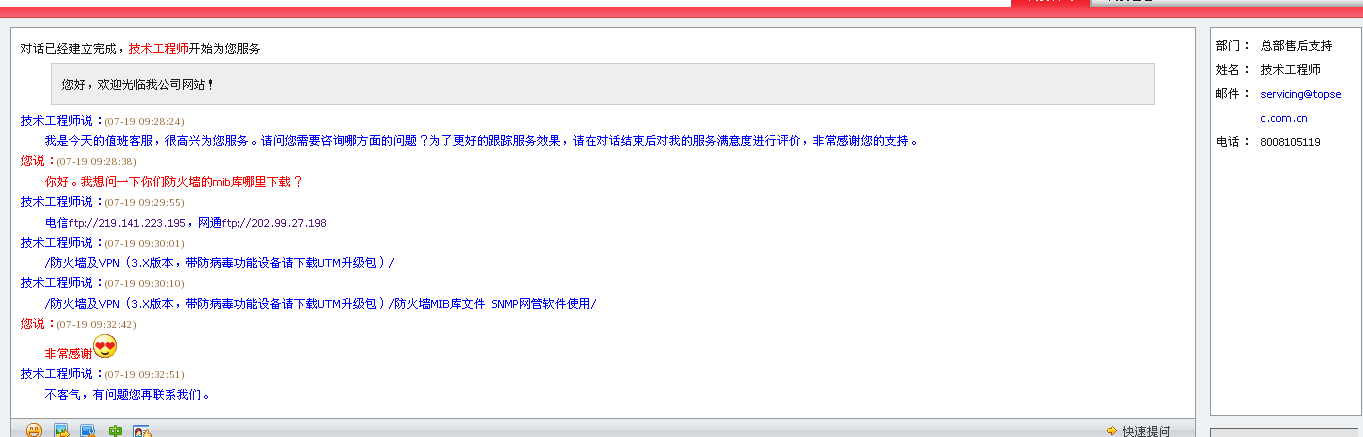 对话已经建立完成，技术工程师开始为您服务
您好，欢迎光临我公司网站！
技术工程师说：(07-19 09:28:24)
我是今天的值班客服，很高兴为您服务。请问您需要咨询哪方面的问题？为了更好的跟踪服务效果，请在对话结束后对我的服务满意度进行评价，非常感谢您的支持。
您说：(07-19 09:28:38)
你好。我想问一下你们防火墙的mib库哪里下载？
技术工程师说：(07-19 09:29:55)
电信ftp://219.141.223.195，网通ftp://202.99.27.198
技术工程师说：(07-19 09:30:01)
/防火墙及VPN（3.X版本，带防病毒功能设备请下载UTM升级包）/
技术工程师说：(07-19 09:30:10)
/防火墙及VPN（3.X版本，带防病毒功能设备请下载UTM升级包）/防火墙MIB库文件 SNMP网管软件使用/
您说：(07-19 09:32:42)
非常感谢
技术工程师说：(07-19 09:32:51)
不客气，有问题您再联系我们。
快速提问
部门： 总部售后支持
姓名： 技术工程师
邮件： servicing@topse
c.com.cn
电话： 8008105119